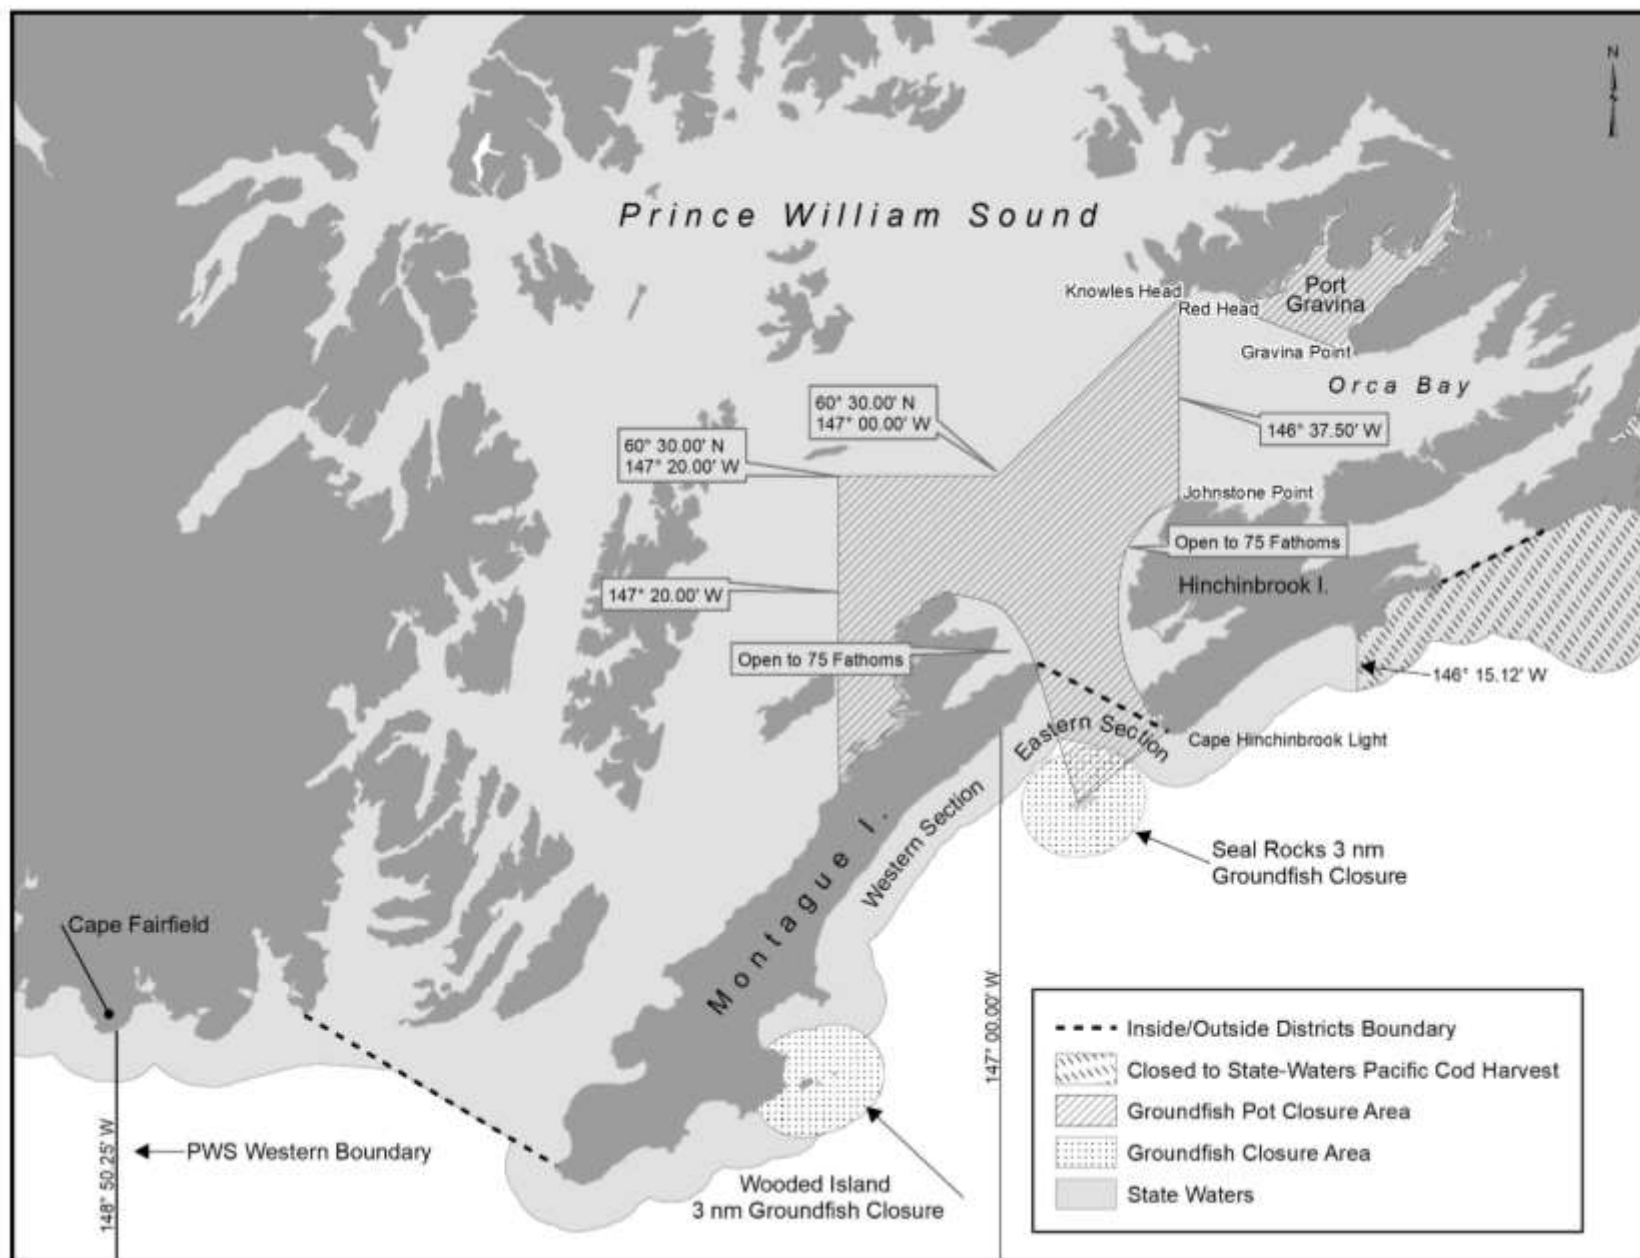 N
Prince William Sound
Knowles Head
Red Head
Port
Gravina
Gravina Point
Orca Bay
60° 30.00' N
147° 00.00' W
146° 37.50' W
60° 30.00' N
147° 20.00' W
Johnstone Point
Open to 75 Fathoms
Hinchinbrook I.
147° 20.00' W
Open to 75 Fathoms
146° 15.12' W
Eastern Section
Cape Hinchinbrook Light
Western Section
Montague I.
Seal Rocks 3 nm
Groundfish Closure
Cape Fairfield
147° 00.00' W
148° 50.25' W
PWS Western Boundary
Wooded Island
3 nm Groundfish Closure
Inside/Outside Districts Boundary
Closed to State-Waters Pacific Cod Harvest
Groundfish Pot Closure Area
Groundfish Closure Area
State Waters